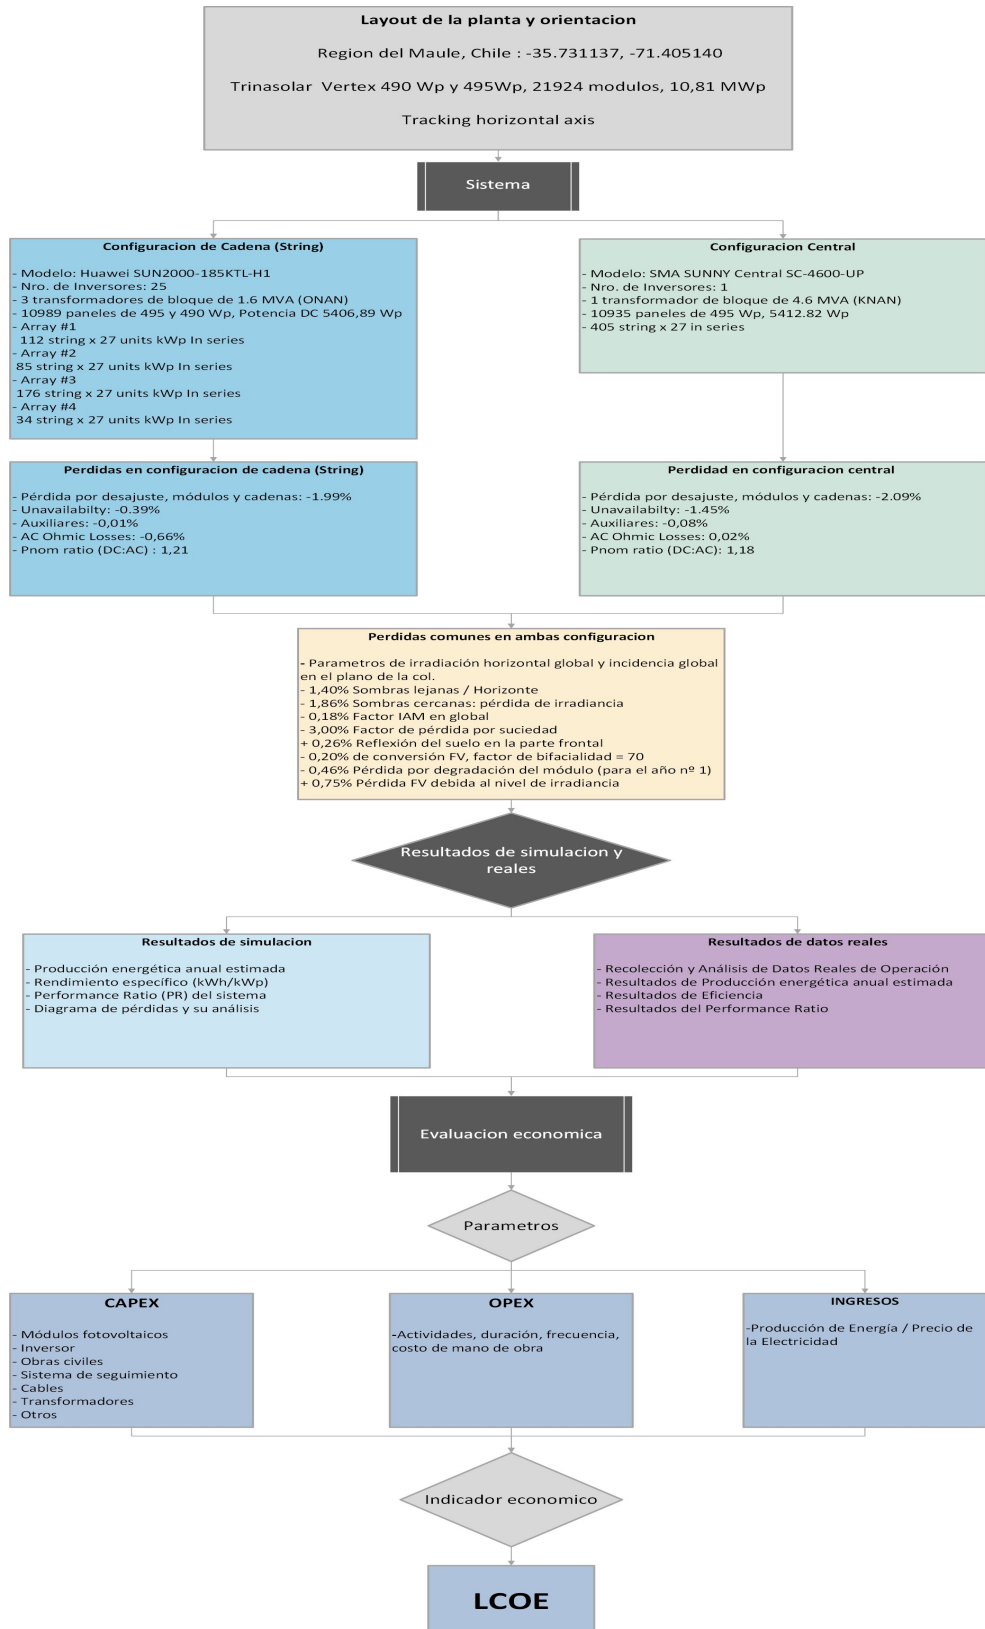 Layout de la planta y orientacion
Region del Maule, Chile : -35.731137, -71.405140
Trinasolar  Vertex 490 Wp y 495Wp, 21924 modulos, 10,81 MWp
Tracking horizontal axis
Sistema
Configuracion de Cadena (String)
- Modelo: Huawei SUN2000-185KTL-H1
- Nro. de Inversores: 25
- 3 transformadores de bloque de 1.6 MVA (ONAN)
- 10989 paneles de 495 y 490 Wp, Potencia DC 5406,89 Wp
- Array #1
112 string x 27 units kWp In series
- Array #2
85 string x 27 units kWp In series
- Array #3
176 string x 27 units kWp In series
- Array #4
34 string x 27 units kWp In series
Configuracion Central
- Modelo: SMA SUNNY Central SC-4600-UP
- Nro. de Inversores: 1
- 1 transformador de bloque de 4.6 MVA (KNAN)
- 10935 paneles de 495 Wp, 5412.82 Wp
- 405 string x 27 in series
Perdidas en configuracion de cadena (String)
- Pérdida por desajuste, módulos y cadenas: -1.99%
- Unavailabilty: -0.39%
- Auxiliares: -0,01%
- AC Ohmic Losses: -0,66%
- Pnom ratio (DC:AC) : 1,21
Perdidad en configuracion central
- Pérdida por desajuste, módulos y cadenas: -2.09%
- Unavailabilty: -1.45%
- Auxiliares: -0,08%
- AC Ohmic Losses: 0,02%
- Pnom ratio (DC:AC): 1,18
Perdidas comunes en ambas configuracion
- Parametros de irradiación horizontal global y incidencia global
en el plano de la col.
- 1,40% Sombras lejanas / Horizonte
- 1,86% Sombras cercanas: pérdida de irradiancia
- 0,18% Factor IAM en global
- 3,00% Factor de pérdida por suciedad
+ 0,26% Reflexión del suelo en la parte frontal
- 0,20% de conversión FV, factor de bifacialidad = 70
- 0,46% Pérdida por degradación del módulo (para el año nº 1)
+ 0,75% Pérdida FV debida al nivel de irradiancia
Resultados de simulacion y
reales
Resultados de simulacion
- Producción energética anual estimada
- Rendimiento específico (kWh/kWp)
- Performance Ratio (PR) del sistema
- Diagrama de pérdidas y su análisis
Resultados de datos reales
- Recolección y Análisis de Datos Reales de Operación
- Resultados de Producción energética anual estimada
- Resultados de Eficiencia
- Resultados del Performance Ratio
Evaluacion economica
Parametros
CAPEX
- Módulos fotovoltaicos
- Inversor
- Obras civiles
- Sistema de seguimiento
- Cables
- Transformadores
- Otros
OPEX
-Actividades, duración, frecuencia,
costo de mano de obra
INGRESOS
-Producción de Energía / Precio de
la Electricidad
Indicador economico
LCOE